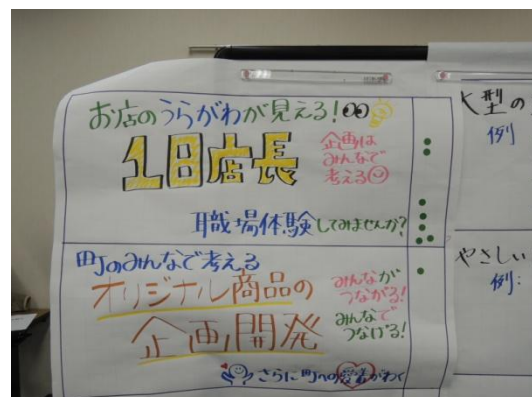 お店のうらがわが見える!
1日店長
企画は
みんなで
考える
職場体験してみませんか?
町のみんなで考える
オリジナル商品の
企画開発
みんなが
つながる!
みんなで
つなげる!
さらに町への愛着がわく
大型の
例
やさしい
例: